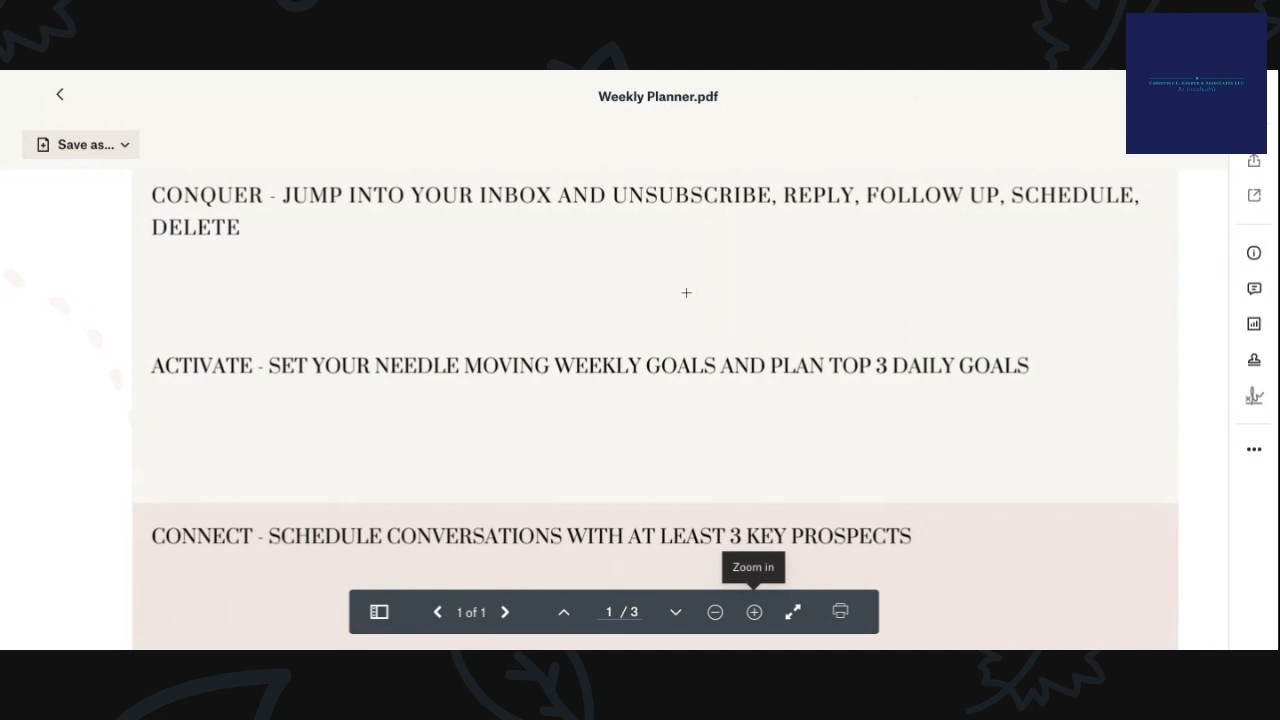 Weekly Planner.pdf
Save as...
CONQUER - JUMP INTO YOUR INBOX AND UNSUBSCRIBE, REPLY, FOLLOW UP, SCHEDULE,
DELETE
ACTIVATE - SET YOUR NEEDLE MOVING WEEKLY GOALS AND PLAN TOP 3 DAILY GOALS
CONNECT - SCHEDULE CONVERSATIONS WITH AT LEAST 3 KEY PROSPECTS
Zoom in
1 of 1
1 / 3